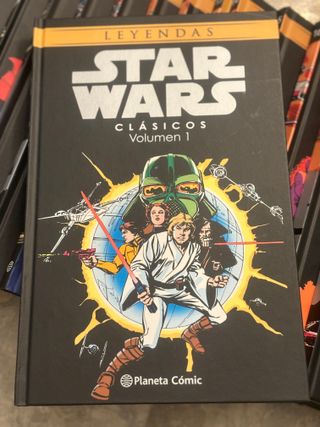 LEYENDAS
STAR
WARS
CLÁSICOS
Volumen 1
Planeta Cómic